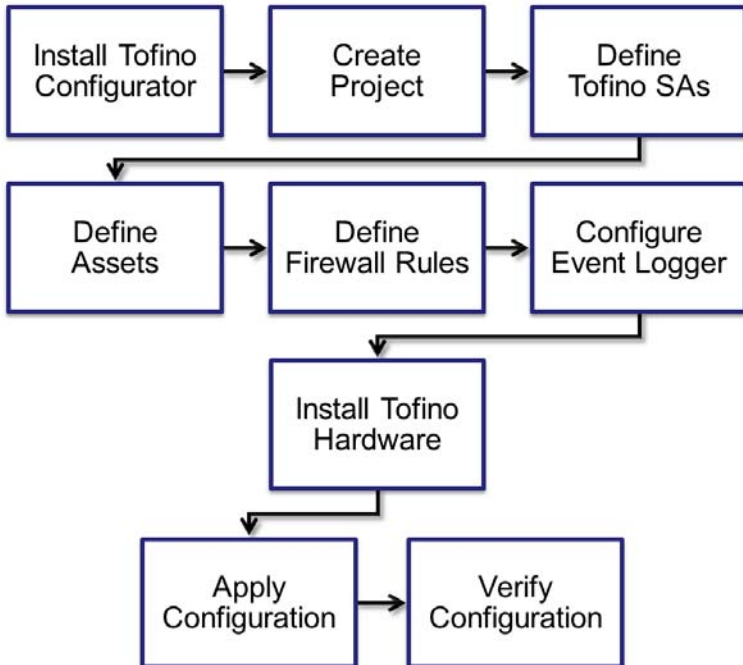 Install Tofino
Configurator
Create
Project
Define
Tofino SAs
Define
Assets
Define
Firewall Rules
Configure
Event Logger
Install Tofino
Hardware
Apply
Configuration
Verify
Configuration